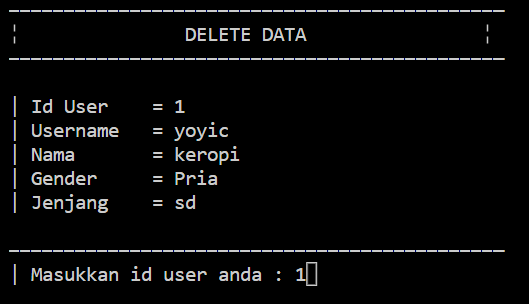 DELETE DATA
| Id User = 1
| Username = yoyic
| Nama = keropi
| Gender = Pria
| Jenjang = sd
| Masukkan id user anda : 1